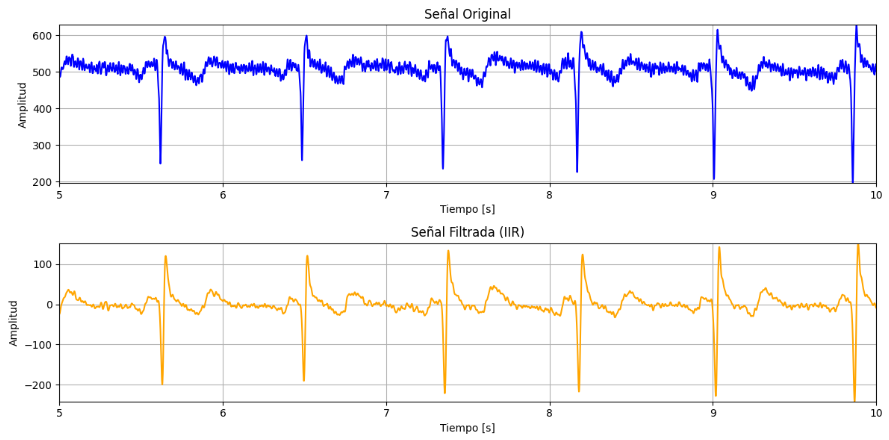 Señal Original
600
500
400
300
200
Amplitud
5 6 7 8 9 10
Tiempo [s]
Señal Filtrada (IIR)
100
0
−100
−200
Amplitud
5 6 7 8 9 10
Tiempo [s]